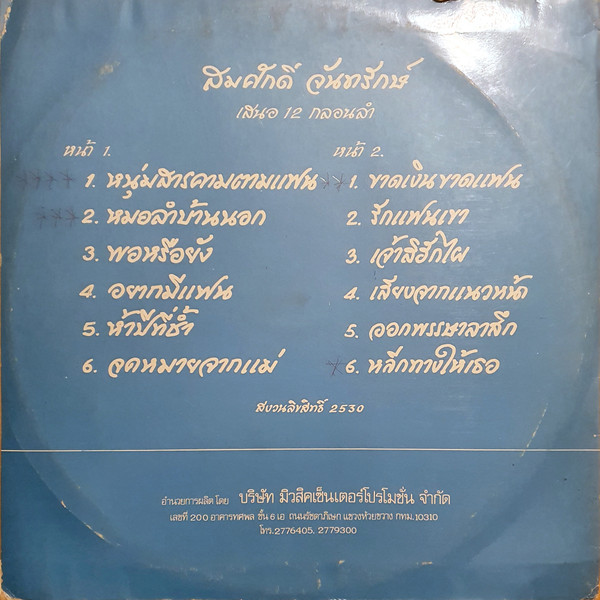 สมศักดิ์ จันทรักษ์
เสนอ 12 กลอนลำ
หน้า 1.
1. หนุ่มสารคามตามแฟน
2. หมอลำบ้านนอก
3. พอหรือยัง
4. อยากมีแฟน
5. ห้าปีที่ช้ำ
6. จดหมายจากแม่
หน้า 2.
1. ขาดเงินขาดแฟน
2. รักแฟนเขา
3. เจ้าสิฮักไผ
4. เสียงจากแนวหน้า
5. ออกพรรษาลาสึก
6. หลีกทางให้เธอ
สงวนลิขสิทธิ์ 2530
อำนวยการผลิตโดย บริษัท มิวสิคเซ็นเตอร์โปรโมชั่น จำกัด
เลขที่ 200 อาคารทศพล ชั้น 6 เอ ถนนรัชดาภิเษก แขวงห้วยขวาง กทม. 10310
โทร. 2776405, 2779300